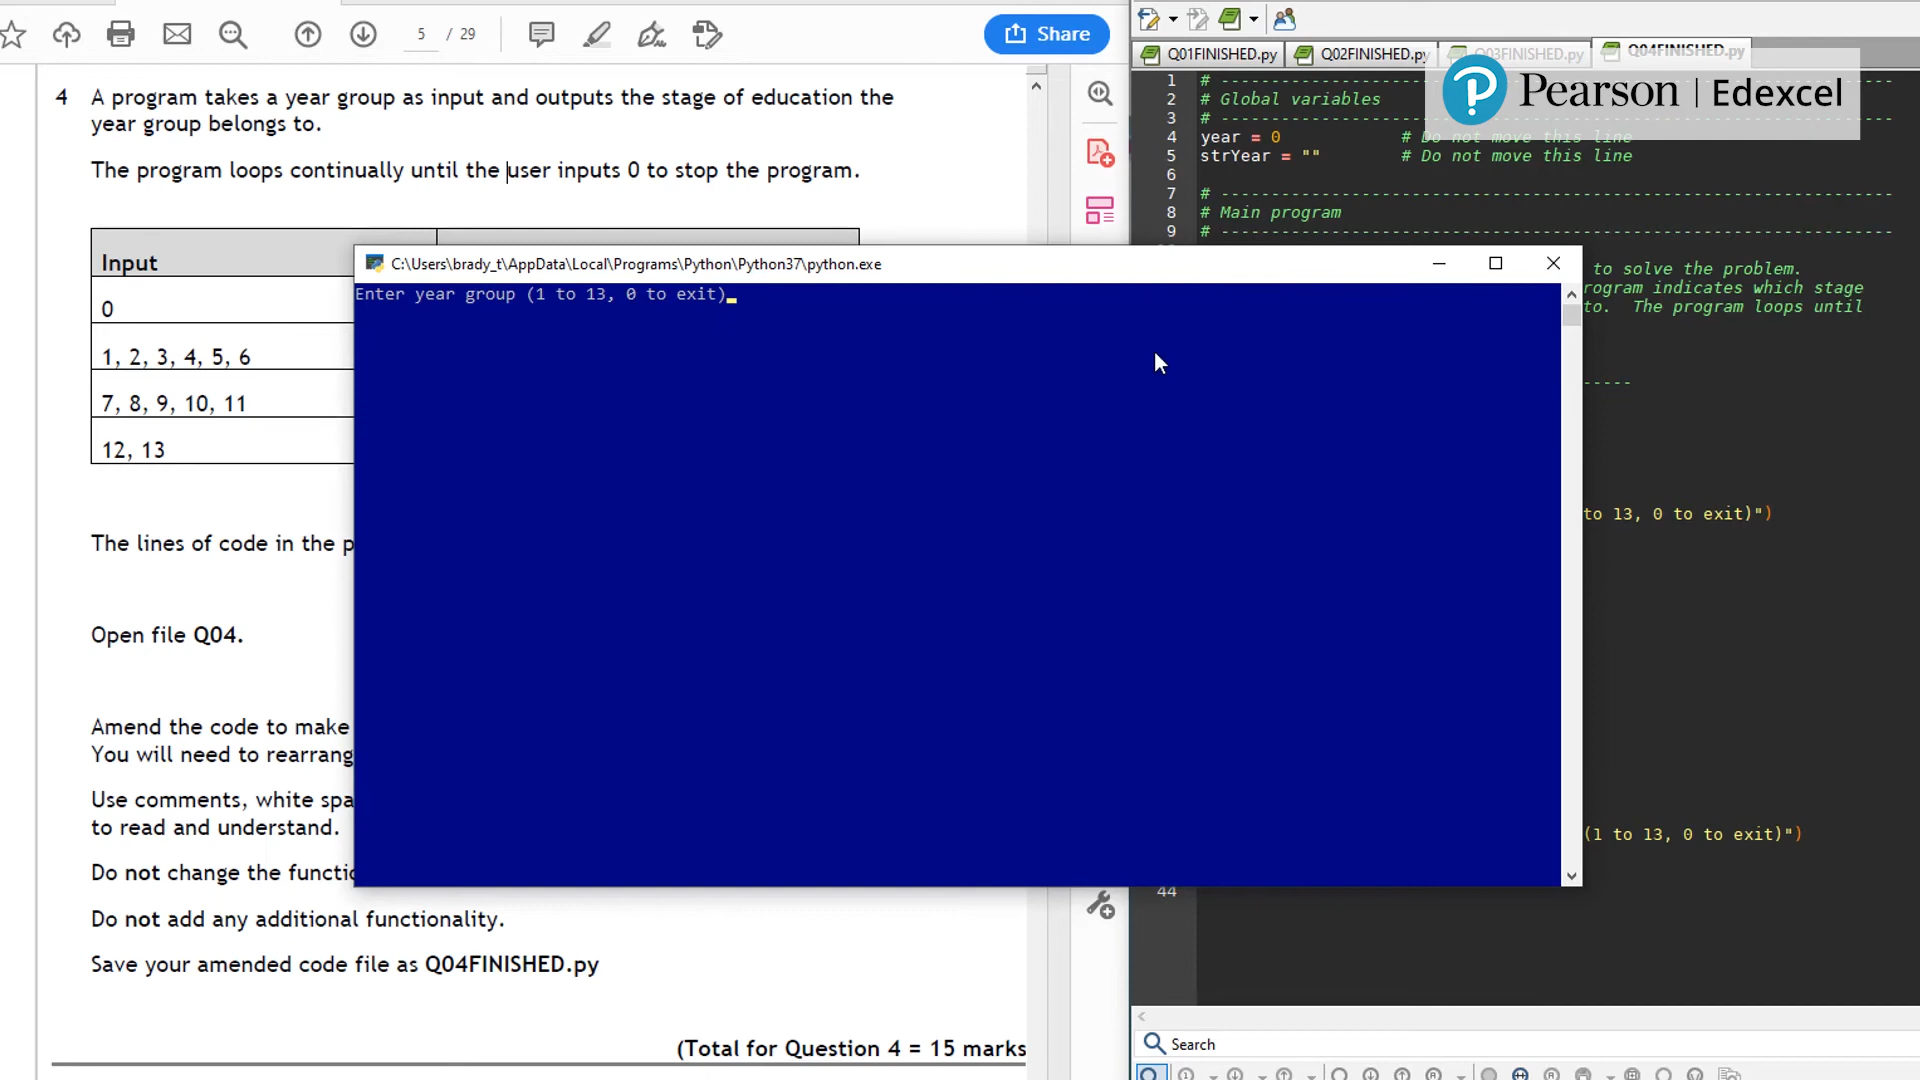 5 / 29
Share
4 A program takes a year group as input and outputs the stage of education the
year group belongs to.
The program loops continually until the user inputs 0 to stop the program.
Input
0
1, 2, 3, 4, 5, 6
7, 8, 9, 10, 11
12, 13
The lines of code in the p
Open file Q04.
Amend the code to make
You will need to rearrang
Use comments, white spa
to read and understand.
Do not change the functio
Do not add any additional functionality.
Save your amended code file as Q04FINISHED.py
(Total for Question 4 = 15 marks
C:\Users\brady_t\AppData\Local\Programs\Python\Python37\python.exe
Enter year group (1 to 13, 0 to exit)
Q01FINISHED.py
Q02FINISHED.py
Q03FINISHED.py
Q04FINISHED.py
Pearson | Edexcel
1 # ----------------------------------------------------------------
2 # Global variables
3 # ----------------------------------------------------------------
4 year = 0 # Do not move this line
5 strYear = "" # Do not move this line
6
7 # ----------------------------------------------------------------
8 # Main program
9 # ----------------------------------------------------------------
to solve the problem.
rogram indicates which stage
to. The program loops until
-----
to 13, 0 to exit)")
(1 to 13, 0 to exit)")
44
Search